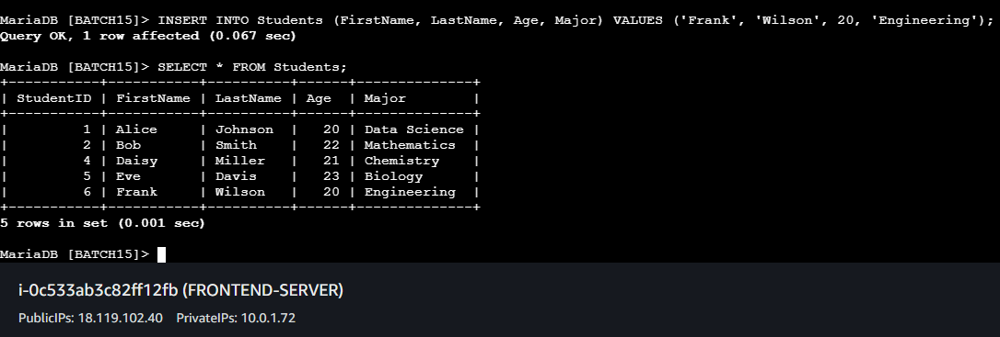 MariaDB [BATCH15]> INSERT INTO Students (FirstName, LastName, Age, Major) VALUES ('Frank', 'Wilson', 20, 'Engineering');
Query OK, 1 row affected (0.067 sec)
MariaDB [BATCH15]> SELECT * FROM Students;
+-----------+-----------+----------+------+--------------+
| StudentID | FirstName | LastName | Age  | Major        |
+-----------+-----------+----------+------+--------------+
|         1 | Alice     | Johnson  |   20 | Data Science |
|         2 | Bob       | Smith    |   22 | Mathematics  |
|         4 | Daisy     | Miller   |   21 | Chemistry    |
|         5 | Eve       | Davis    |   23 | Biology      |
|         6 | Frank     | Wilson   |   20 | Engineering  |
+-----------+-----------+----------+------+--------------+
5 rows in set (0.001 sec)
MariaDB [BATCH15]>
i-0c533ab3c82ff12fb (FRONTEND-SERVER)
PublicIPs: 18.119.102.40 PrivateIPs: 10.0.1.72